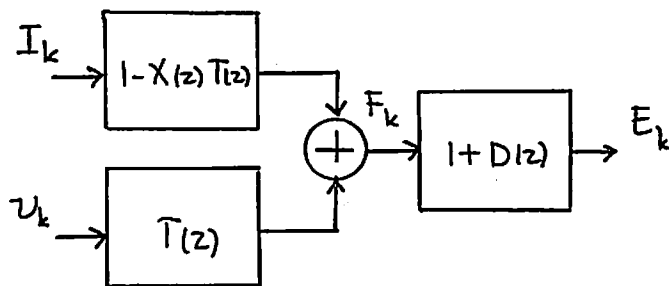 I_k
1 - X(z) T(z)
F_k
+
1 + D(z)
E_k
v_k
T(z)